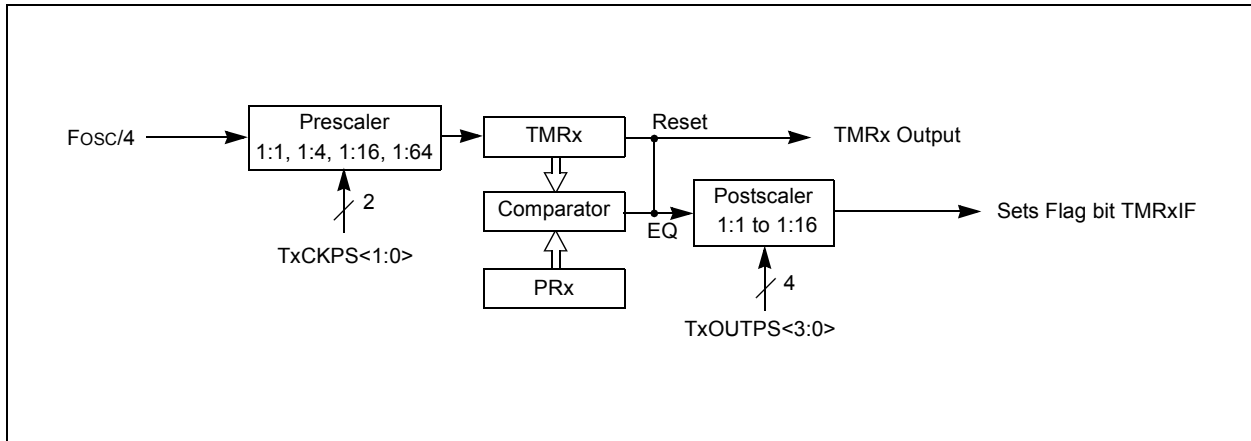 Fosc/4
Prescaler
1:1, 1:4, 1:16, 1:64
2
TxCKPS<1:0>
TMRx
Reset
TMRx Output
Comparator
EQ
PRx
Postscaler
1:1 to 1:16
4
TxOUTPS<3:0>
Sets Flag bit TMRxIF